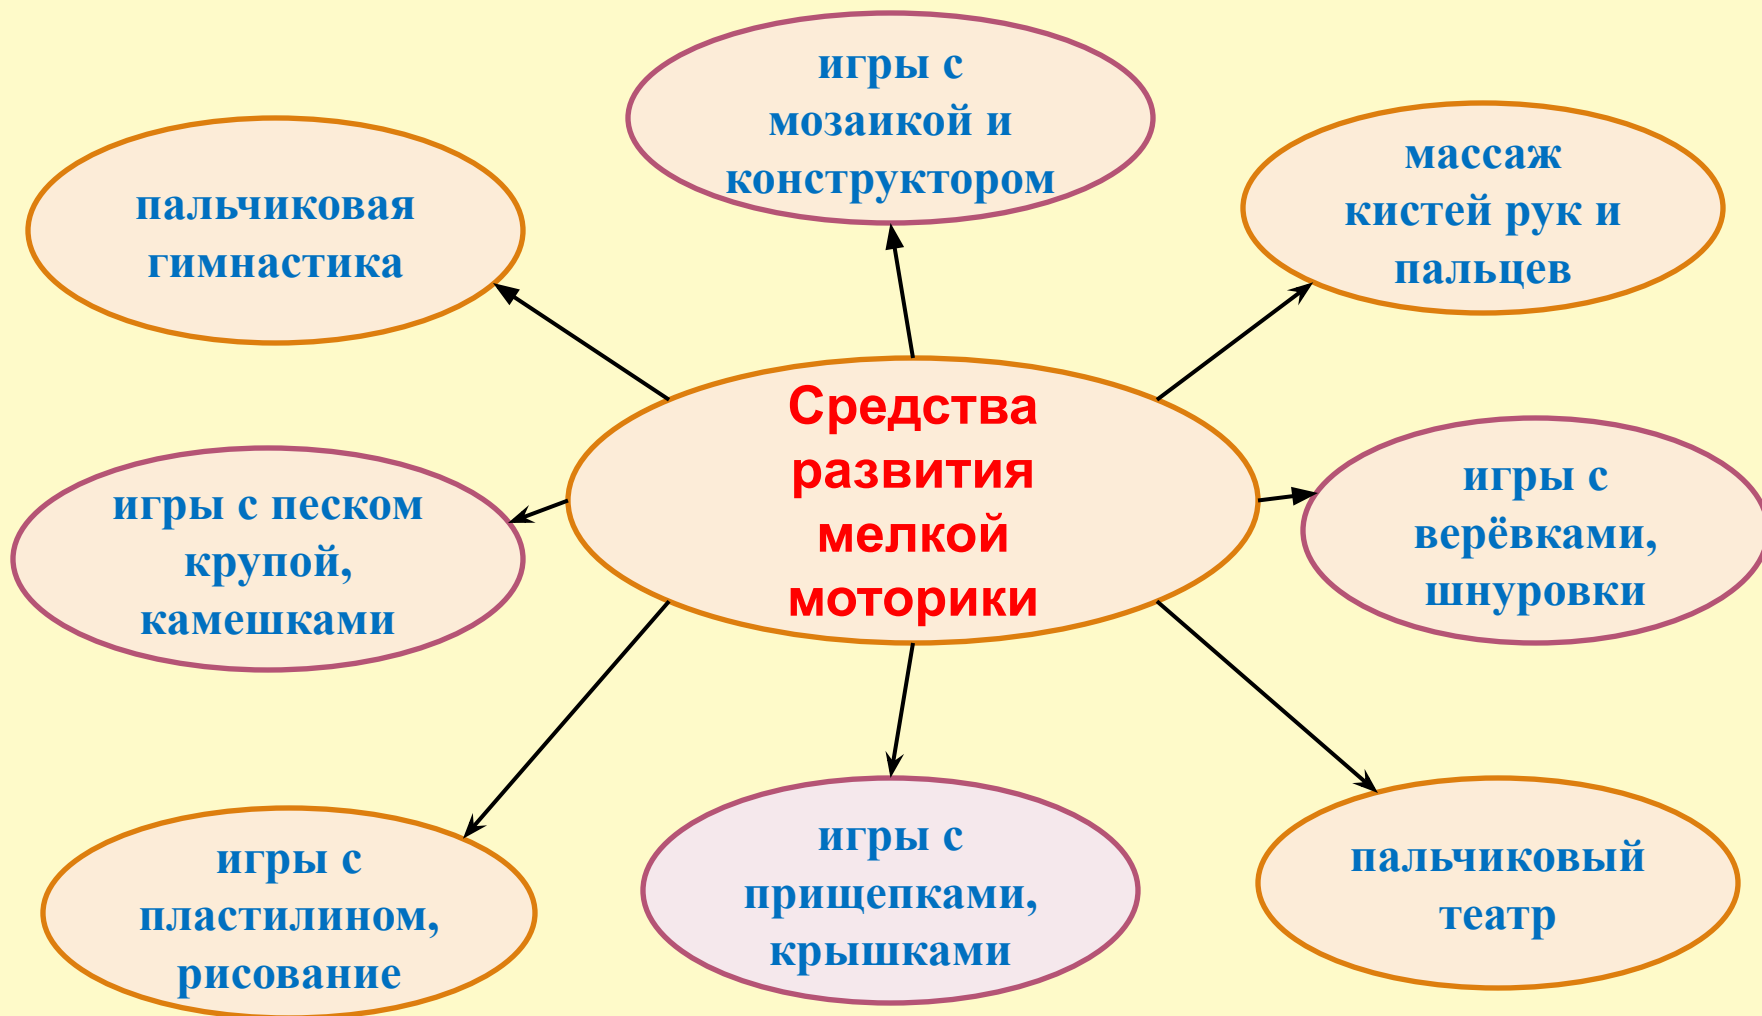 игры с
мозаикой и
конструктором
массаж
кистей рук и
пальцев
пальчиковая
гимнастика
Средства
развития
мелкой
моторики
игры с песком
крупой,
камешками
игры с
верёвками,
шнуровки
игры с
пластилином,
рисование
игры с
прищепками,
крышками
пальчиковый
театр